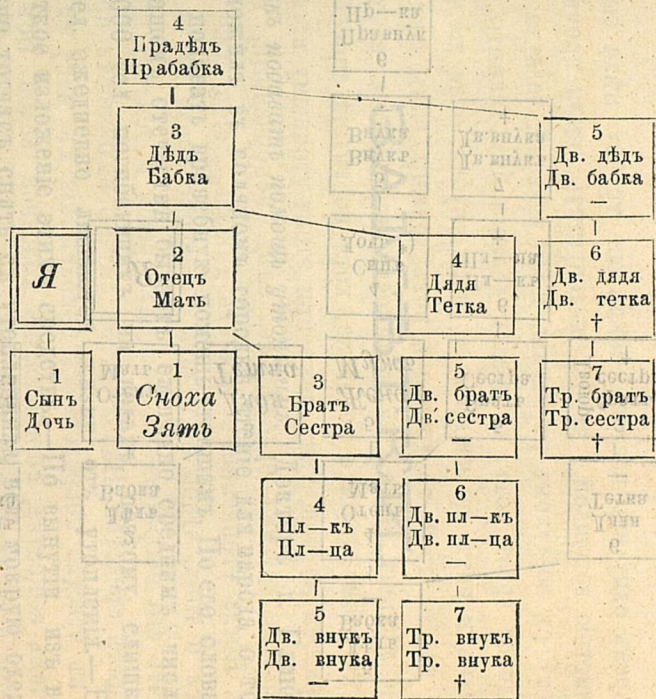 4
Прадѣдъ
Прабабка
3
Дѣдъ
Бабка
5
Дв. дѣдъ
Дв. бабка
—
Я
2
Отецъ
Мать
4
Дядя
Тетка
6
Дв. дядя
Дв. тетка
†
1
Сынъ
Дочь
1
Сноха
Зять
3
Братъ
Сестра
5
Дв. братъ
Дв. сестра
—
7
Тр. братъ
Тр. сестра
†
4
Пл—къ
Пл—ца
6
Дв. пл—къ
Дв. пл—ца
—
5
Дв. внукъ
Дв. внука
—
7
Тр. внукъ
Тр. внука
†